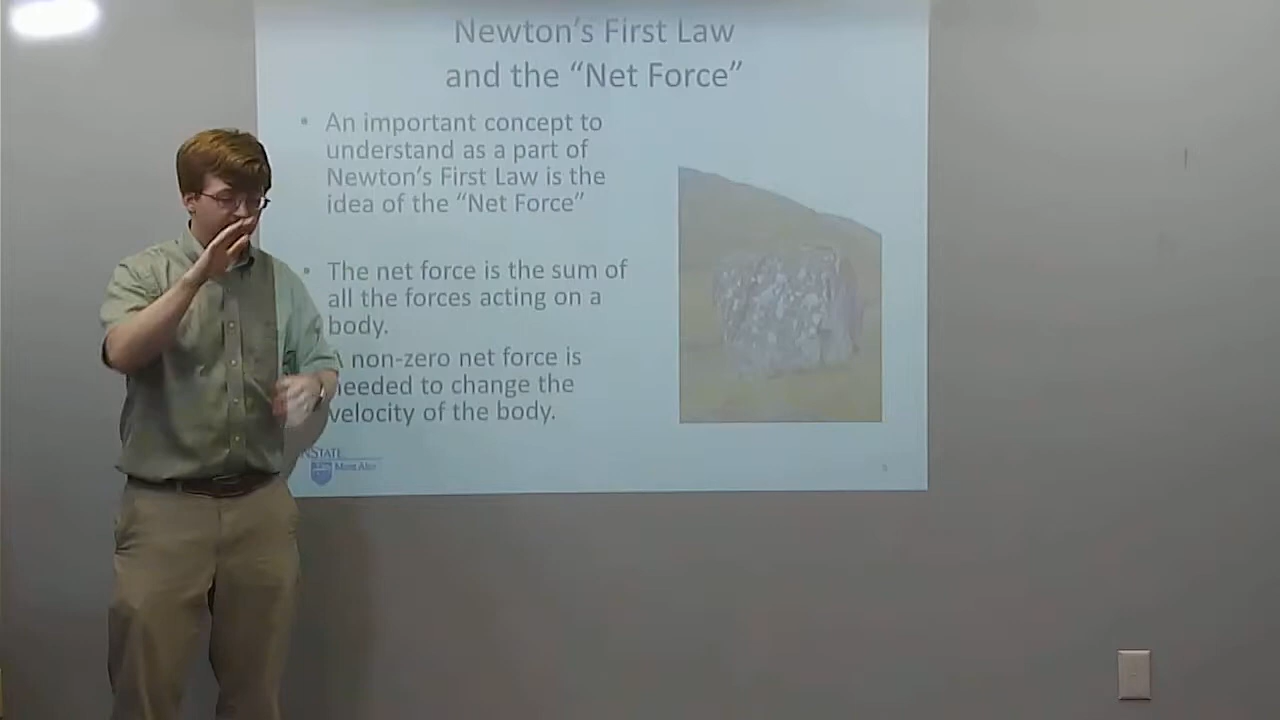 Newton's First Law
and the “Net Force”
• An important concept to
understand as a part of
Newton's First Law is the
idea of the “Net Force”
• The net force is the sum of
all the forces acting on a
body.
non-zero net force is
needed to change the
velocity of the body.
STATE
Mont Alto